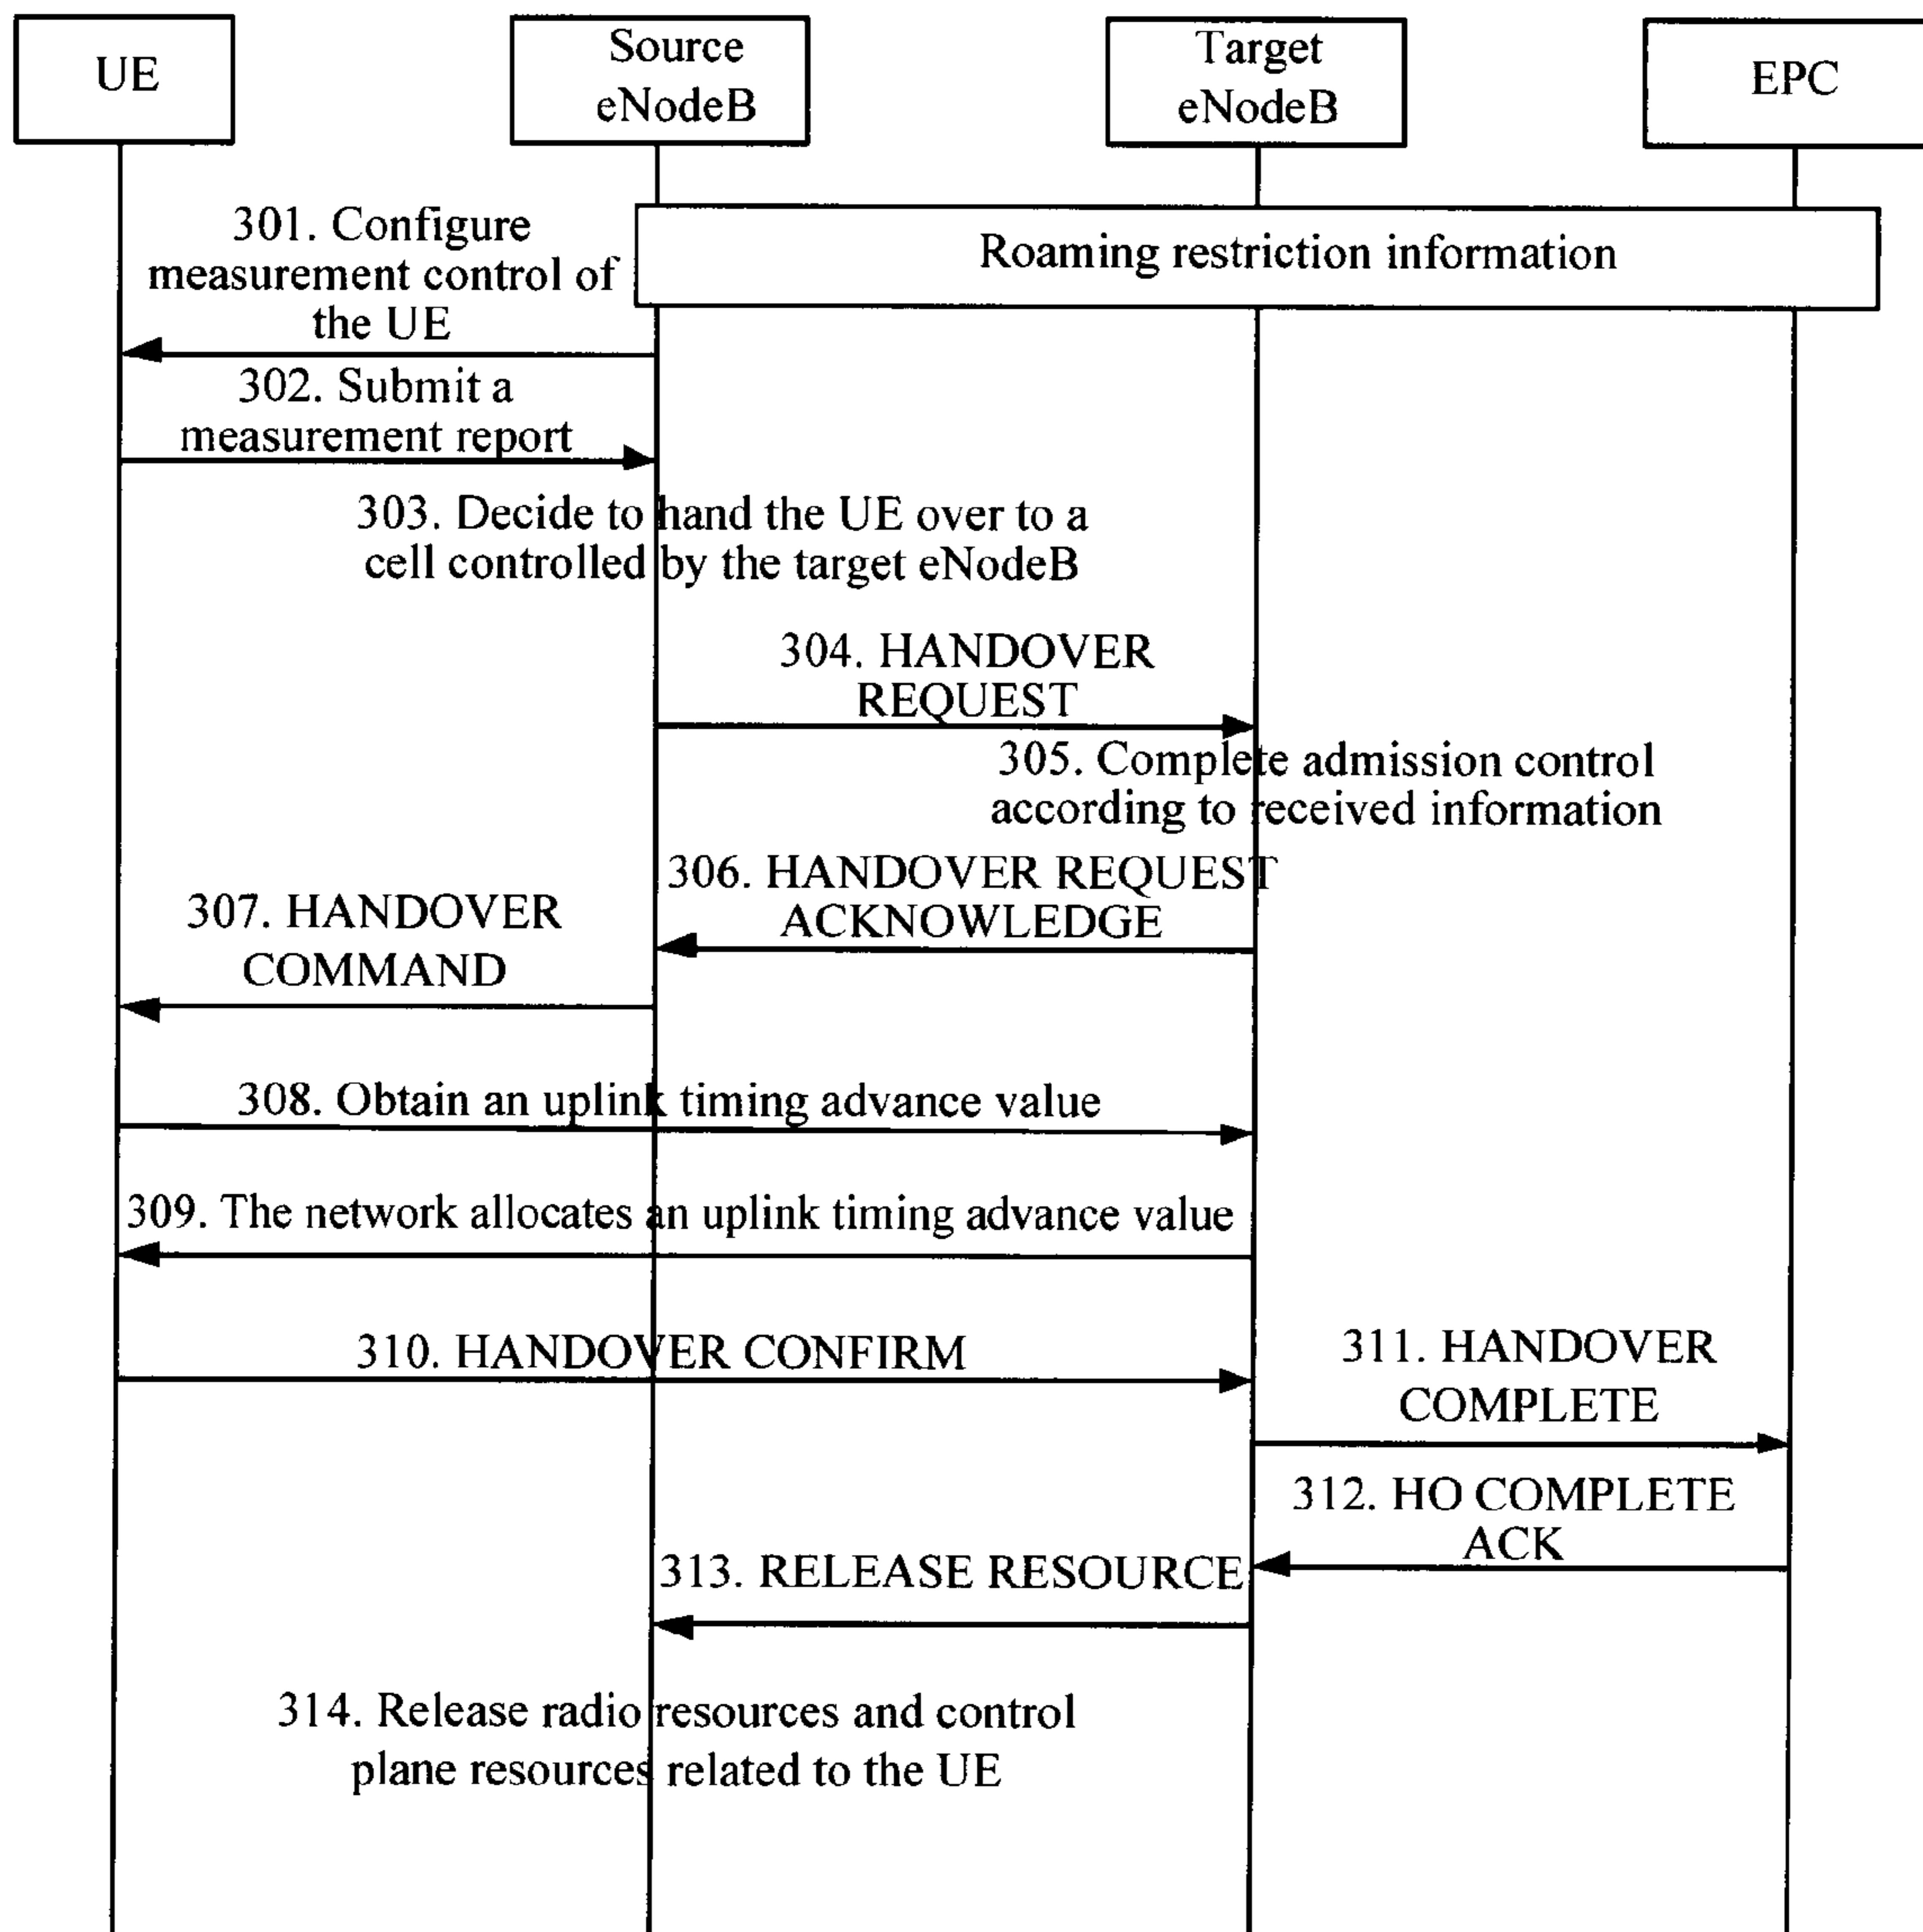 UE
Source
eNodeB
Target
eNodeB
EPC
301. Configure
measurement control of
the UE
Roaming restriction information
302. Submit a
measurement report
303. Decide to hand the UE over to a
cell controlled by the target eNodeB
304. HANDOVER
REQUEST
305. Complete admission control
according to received information
306. HANDOVER REQUEST
ACKNOWLEDGE
307. HANDOVER
COMMAND
308. Obtain an uplink timing advance value
309. The network allocates an uplink timing advance value
310. HANDOVER CONFIRM
311. HANDOVER
COMPLETE
312. HO COMPLETE
ACK
313. RELEASE RESOURCE
314. Release radio resources and control
plane resources related to the UE